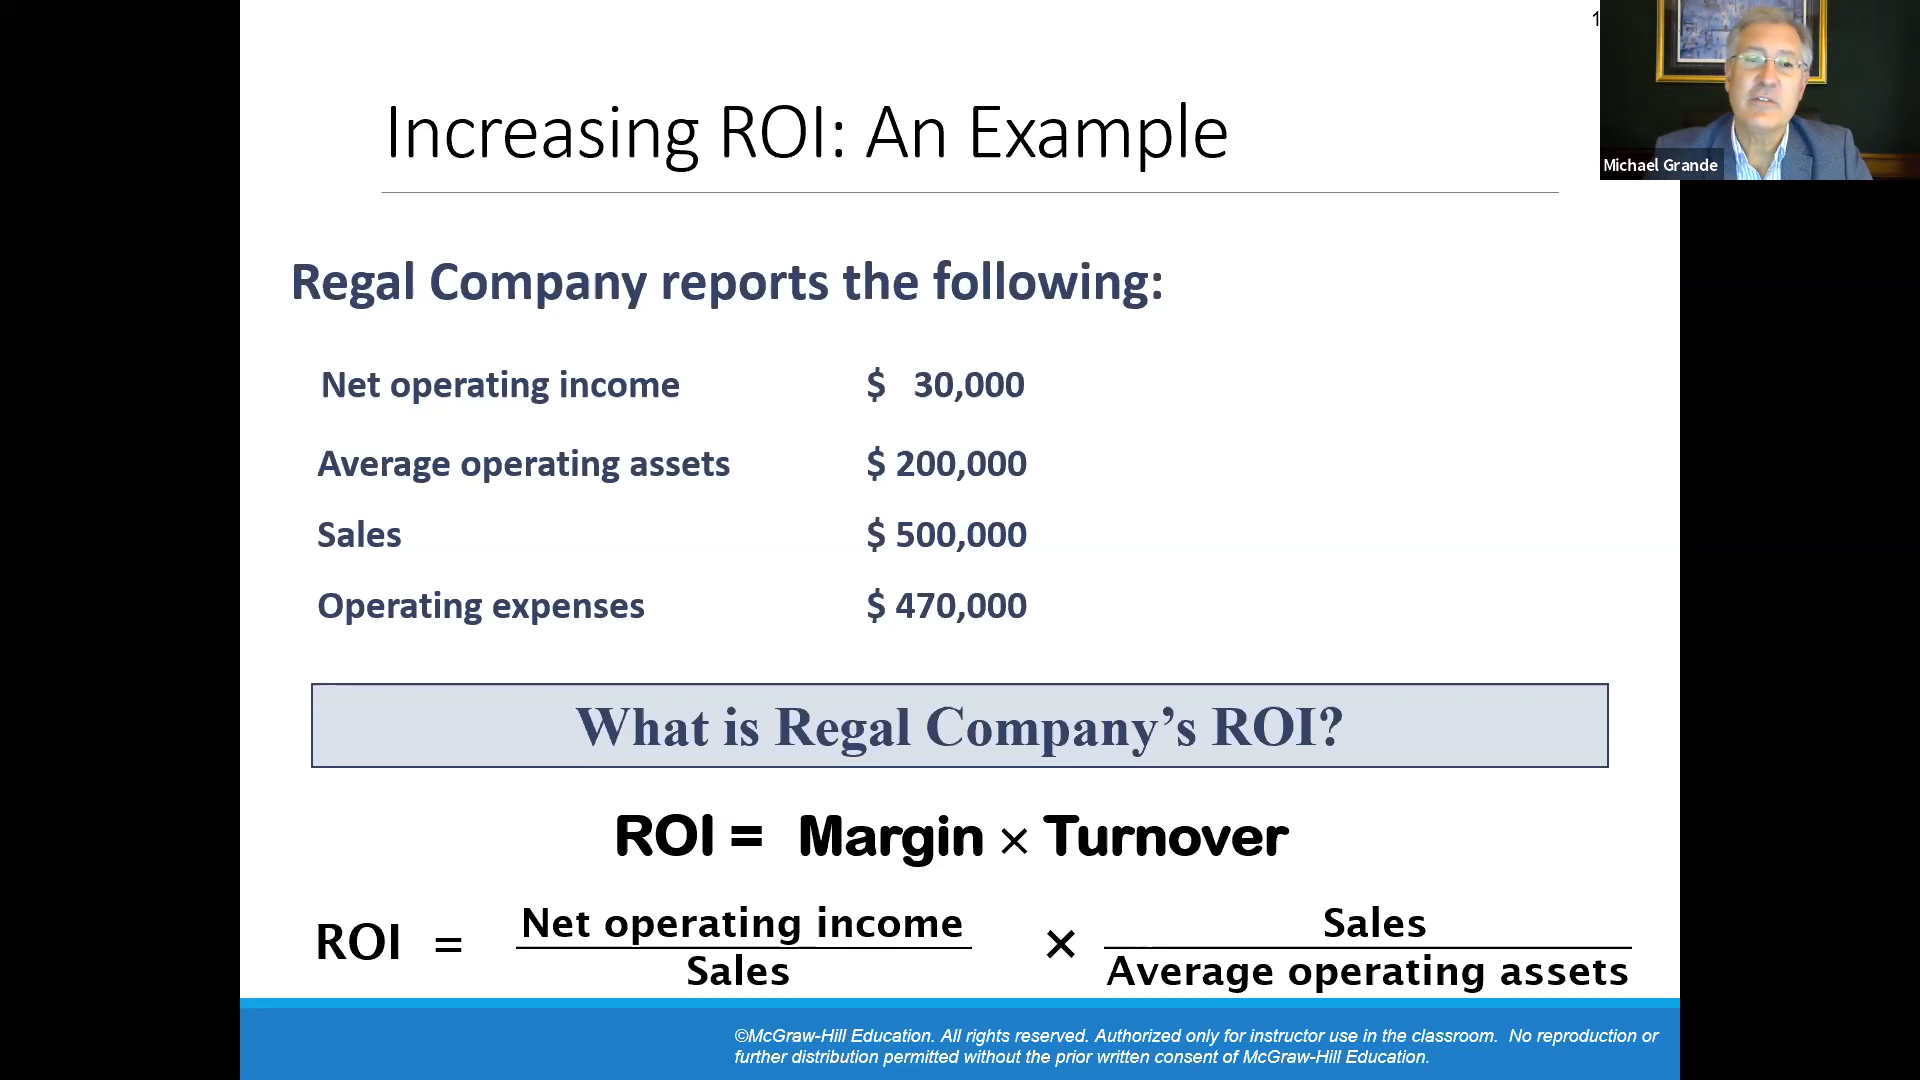 1
Michael Grande
Increasing ROI: An Example
Regal Company reports the following:
Net operating income $ 30,000
Average operating assets $ 200,000
Sales $ 500,000
Operating expenses $ 470,000
What is Regal Company’s ROI?
ROI = Margin × Turnover
ROI = Net operating income × Sales
Sales Average operating assets
©McGraw-Hill Education. All rights reserved. Authorized only for instructor use in the classroom. No reproduction or
further distribution permitted without the prior written consent of McGraw-Hill Education.